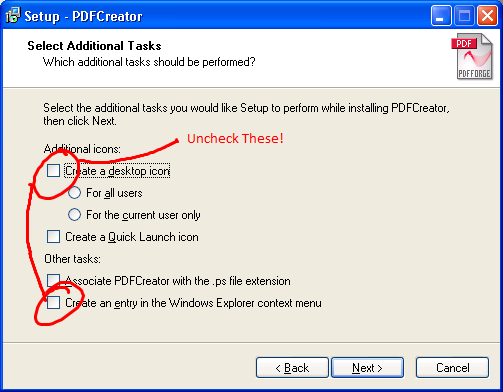 Setup - PDFCreator
Select Additional Tasks
Which additional tasks should be performed?
PDF
PDFFORGE
Select the additional tasks you would like Setup to perform while installing PDFCreator,
then click Next.
Uncheck These!
Additional icons:
Create a desktop icon
For all users
For the current user only
Create a Quick Launch icon
Other tasks:
Associate PDFCreator with the .ps file extension
Create an entry in the Windows Explorer context menu
< Back
Next >
Cancel